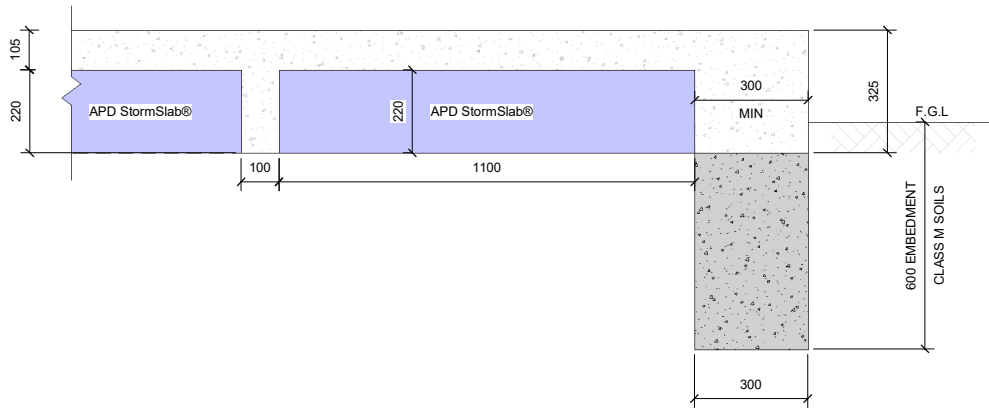 105
220
APD StormSlab®
220
APD StormSlab®
300
MIN
325
F.G.L
100
1100
600 EMBEDMENT
CLASS M SOILS
300